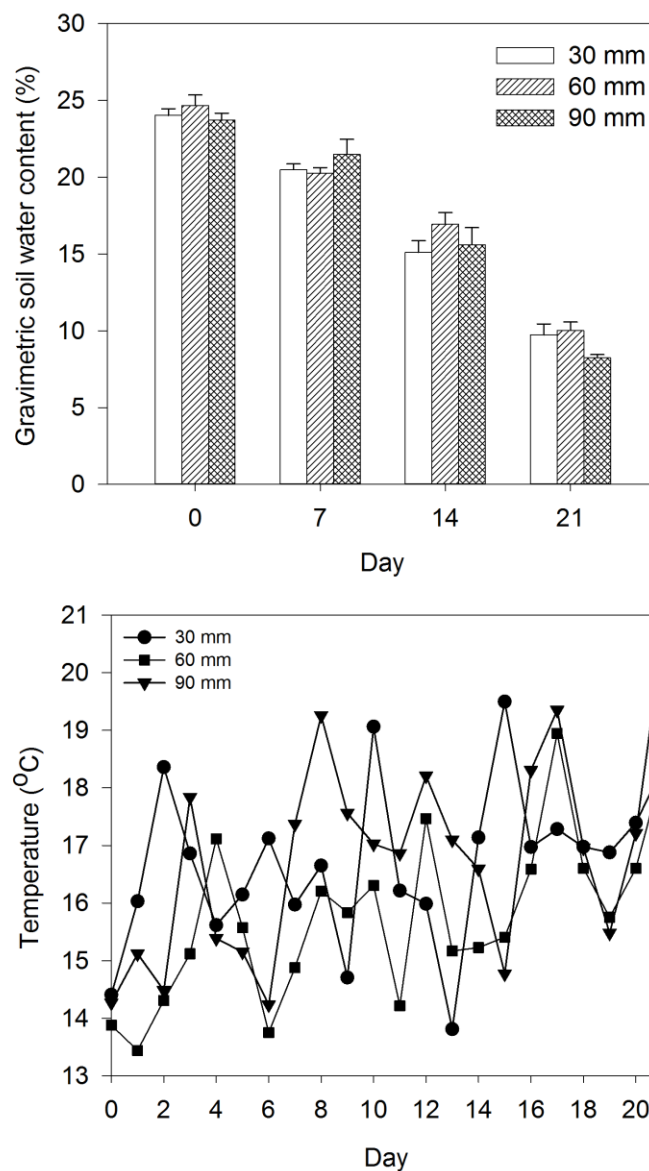 30
25
20
15
10
5
0
Gravimetric soil water content (%)
30 mm
60 mm
90 mm
0 7 14 21
Day
21
20
19
18
17
16
15
14
13
Temperature (°C)
30 mm
60 mm
90 mm
0 2 4 6 8 10 12 14 16 18 20
Day